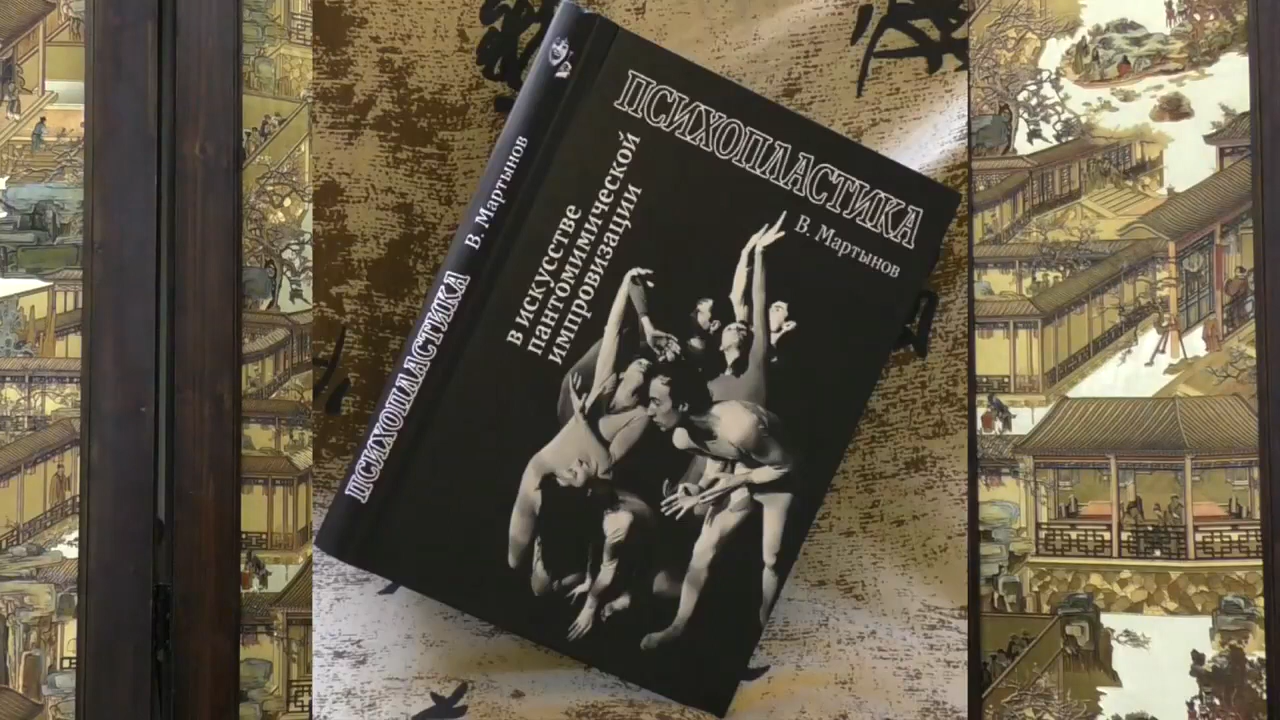 ПСИХОПЛАСТИКА
В. Мартынов
в искусстве
пантомимической
импровизации
ПСИХОПЛАСТИКА В. Мартынов